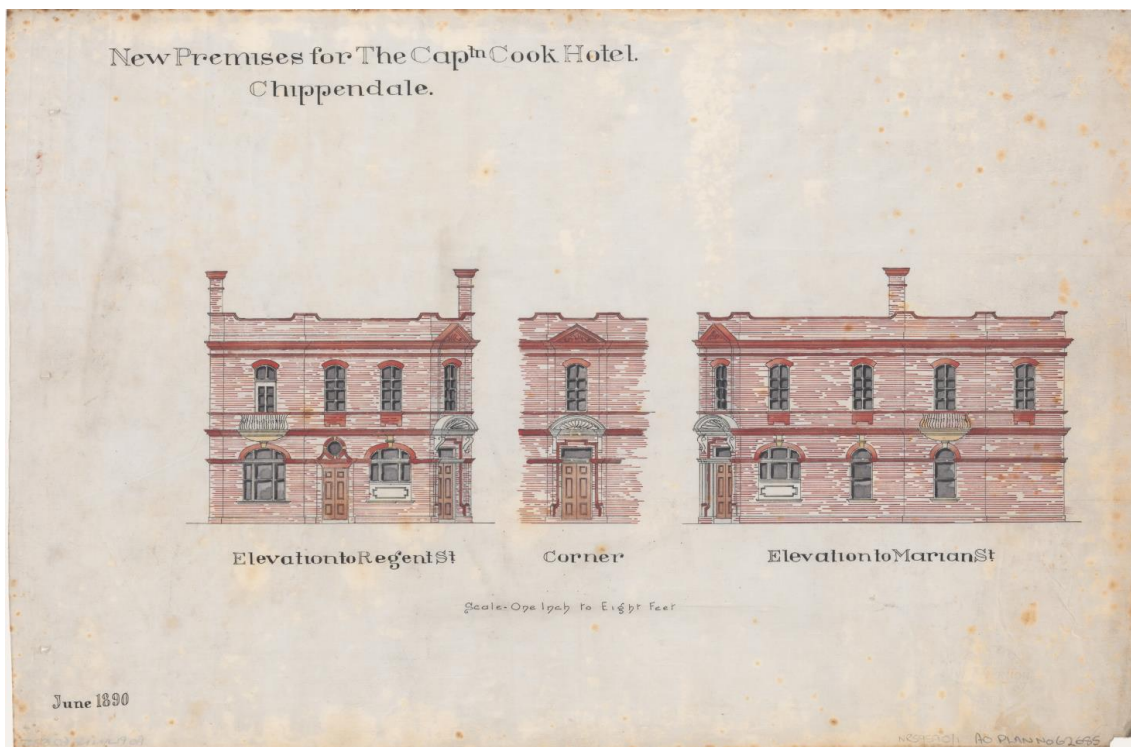 New Premises for The Capᵗⁿ Cook Hotel.
Chippendale.
Elevation to Regent St
Corner
Elevation to Marian St
Scale - One Inch to Eight Feet
June 1890
AO PLAN No 62685